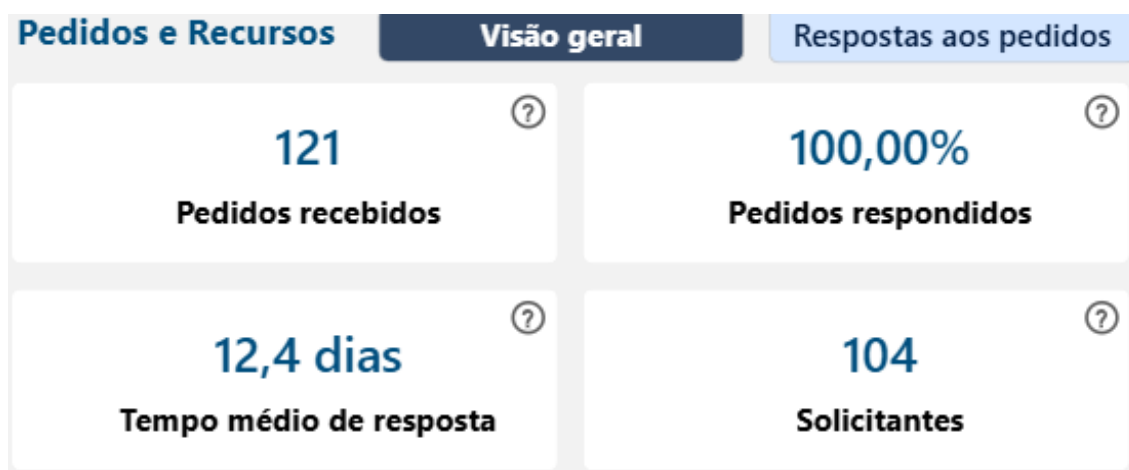 Pedidos e Recursos
Visão geral
Respostas aos pedidos
121
Pedidos recebidos
100,00%
Pedidos respondidos
12,4 dias
Tempo médio de resposta
104
Solicitantes